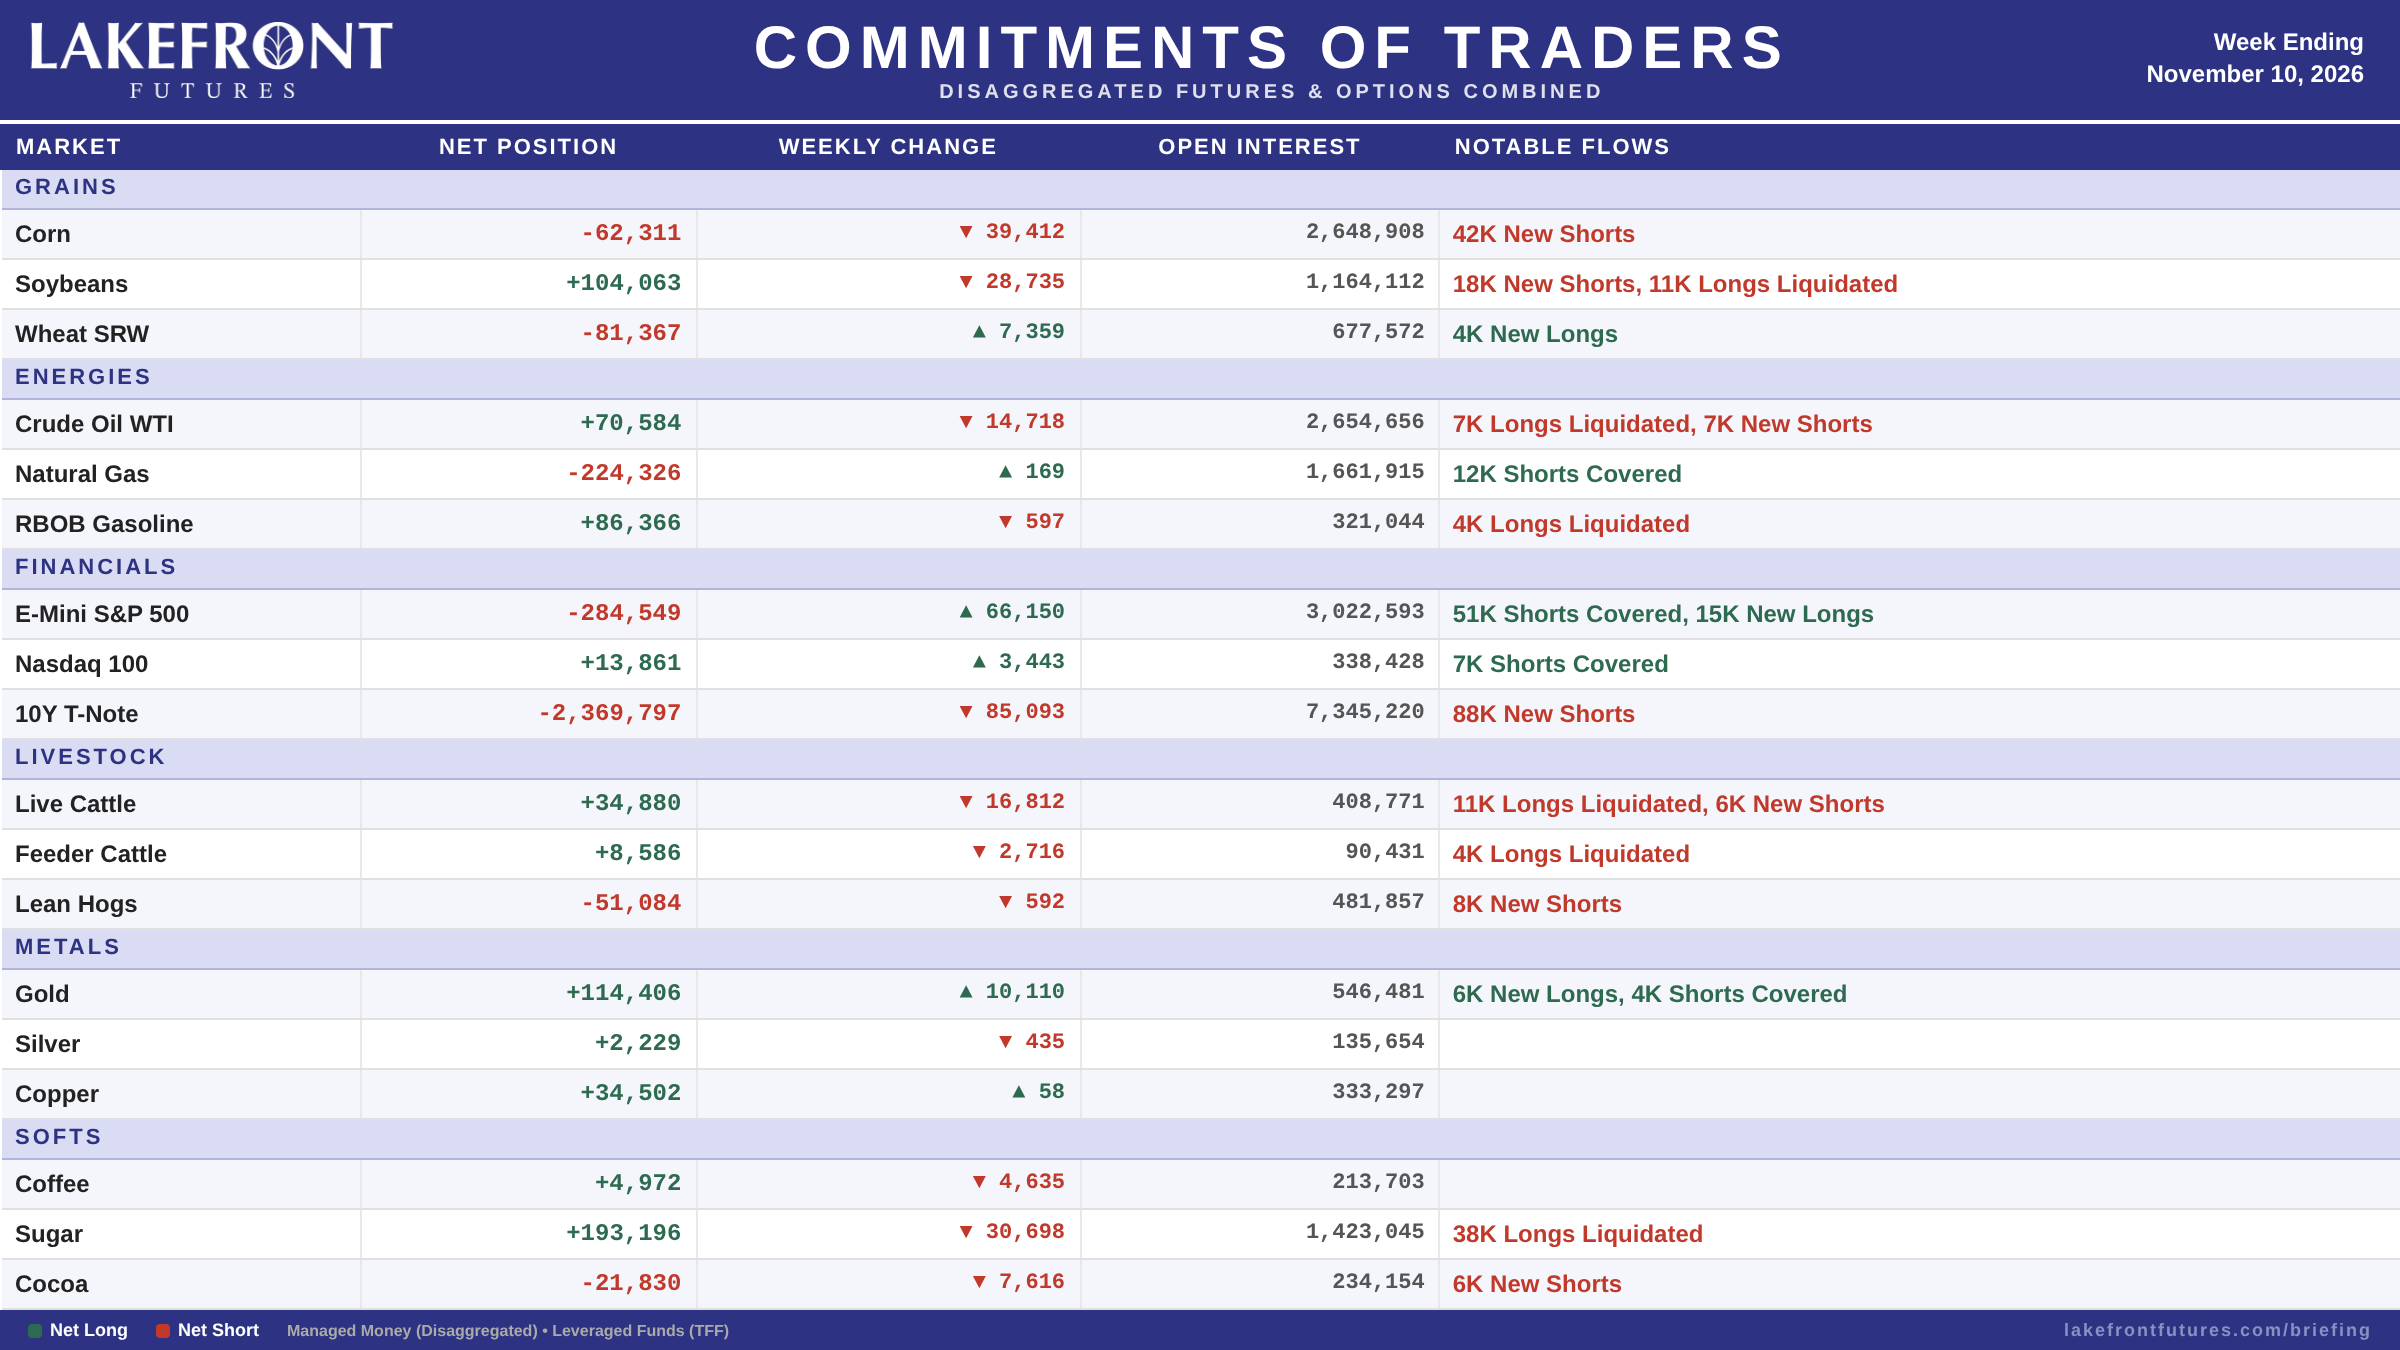 LAKEFRONT
FUTURES
COMMITMENTS OF TRADERS
DISAGGREGATED FUTURES & OPTIONS COMBINED
Week Ending
November 10, 2026
MARKET NET POSITION WEEKLY CHANGE OPEN INTEREST NOTABLE FLOWS
GRAINS
Corn -62,311 ▼ 39,412 2,648,908 42K New Shorts
Soybeans +104,063 ▼ 28,735 1,164,112 18K New Shorts, 11K Longs Liquidated
Wheat SRW -81,367 ▲ 7,359 677,572 4K New Longs
ENERGIES
Crude Oil WTI +70,584 ▼ 14,718 2,654,656 7K Longs Liquidated, 7K New Shorts
Natural Gas -224,326 ▲ 169 1,661,915 12K Shorts Covered
RBOB Gasoline +86,366 ▼ 597 321,044 4K Longs Liquidated
FINANCIALS
E-Mini S&P 500 -284,549 ▲ 66,150 3,022,593 51K Shorts Covered, 15K New Longs
Nasdaq 100 +13,861 ▲ 3,443 338,428 7K Shorts Covered
10Y T-Note -2,369,797 ▼ 85,093 7,345,220 88K New Shorts
LIVESTOCK
Live Cattle +34,880 ▼ 16,812 408,771 11K Longs Liquidated, 6K New Shorts
Feeder Cattle +8,586 ▼ 2,716 90,431 4K Longs Liquidated
Lean Hogs -51,084 ▼ 592 481,857 8K New Shorts
METALS
Gold +114,406 ▲ 10,110 546,481 6K New Longs, 4K Shorts Covered
Silver +2,229 ▼ 435 135,654
Copper +34,502 ▲ 58 333,297
SOFTS
Coffee +4,972 ▼ 4,635 213,703
Sugar +193,196 ▼ 30,698 1,423,045 38K Longs Liquidated
Cocoa -21,830 ▼ 7,616 234,154 6K New Shorts
Net Long Net Short Managed Money (Disaggregated) • Leveraged Funds (TFF) lakefrontfutures.com/briefing